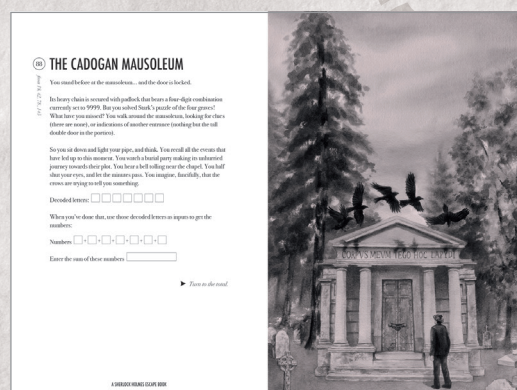 THE CADOGAN MAUSOLEUM
You stand before at the mausoleum... and the door is locked.
Its heavy chain is secured with padlock that bears a four-digit combination
currently set to 9999. But you solved Stark's puzzle of the four graves!
What have you missed? You walk around the mausoleum, looking for clues
(there are none), or indications of another entrance (nothing but the tall
double door in the portico).
So you sit down and light your pipe, and think. You recall all the events that
have led up to this moment. You watch a burial party making its unhurried
journey towards their plot. You hear a bell tolling near the chapel. You half
shut your eyes, and let the minutes pass. You imagine, fancifully, that the
crows are trying to tell you something.
Decoded letters:
When you've done that, use those decoded letters as inputs to get the
numbers:
Numbers
Enter the sum of these numbers
Turn to the total.
A SHERLOCK HOLMES ESCAPE BOOK